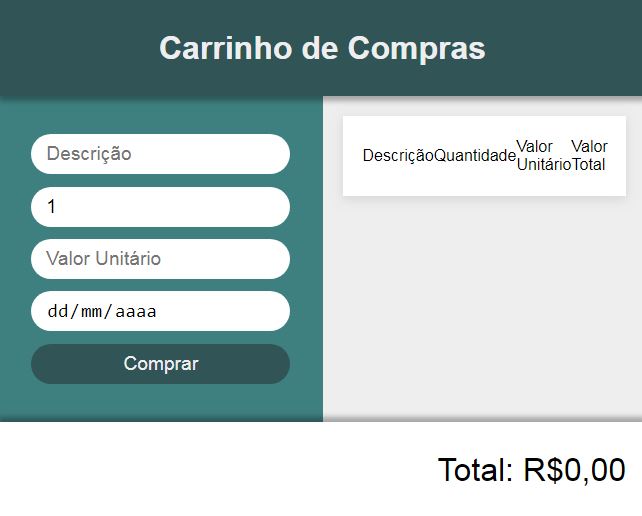 Carrinho de Compras
Descrição
1
Valor Unitário
dd/mm/aaaa
Comprar
Descrição Quantidade Valor Unitário Valor Total
Total: R$0,00